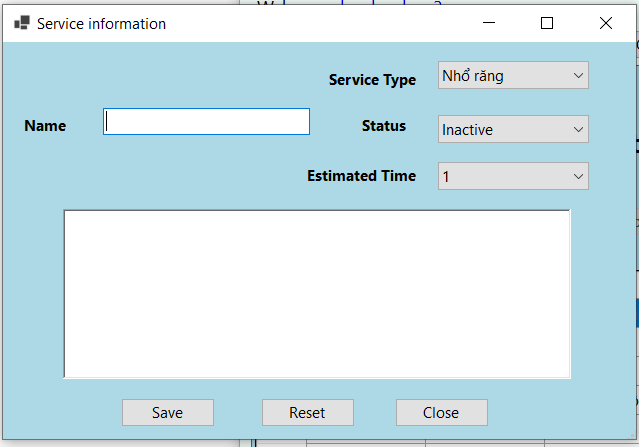 Service information
Service Type
Nhổ răng
Name
Status
Inactive
Estimated Time
1
Save
Reset
Close